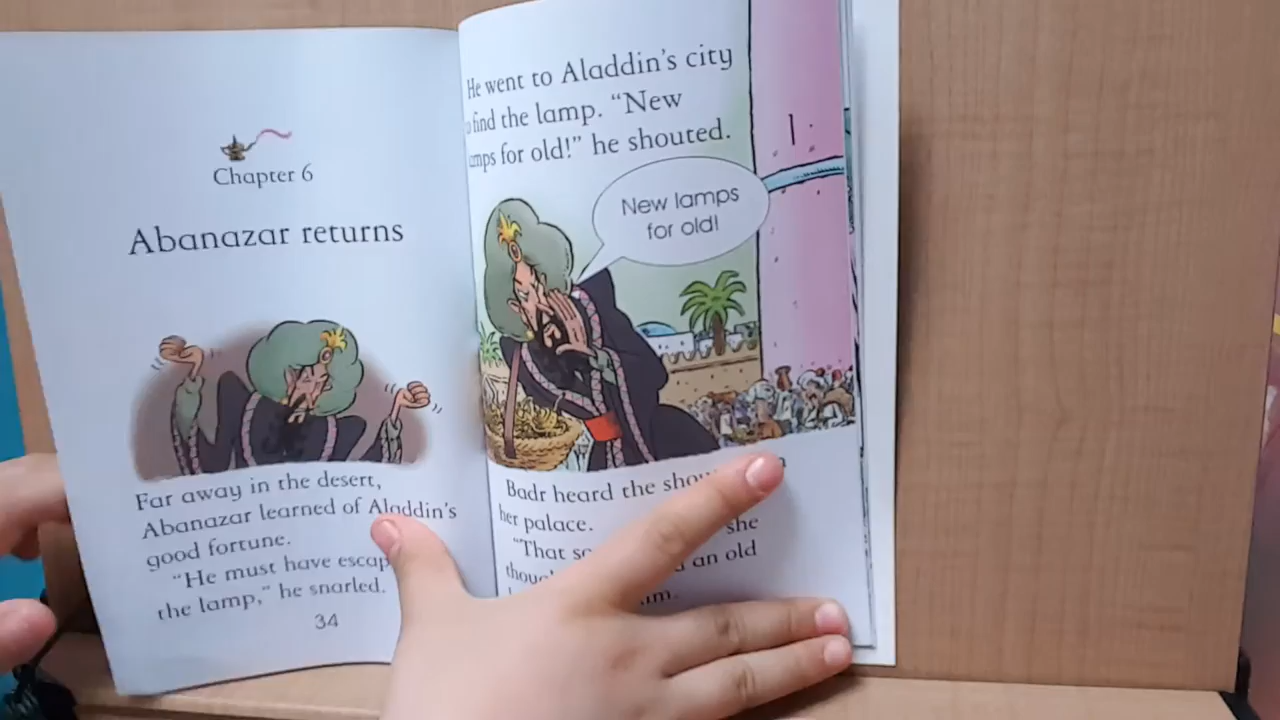 Chapter 6
Abanazar returns
Far away in the desert,
Abanazar learned of Aladdin's
good fortune.
"He must have escap
the lamp," he snarled.
34
He went to Aladdin's city
find the lamp. "New
mps for old!" he shouted.
New lamps
for old!
Badr heard the
her palace.
"That she
an old